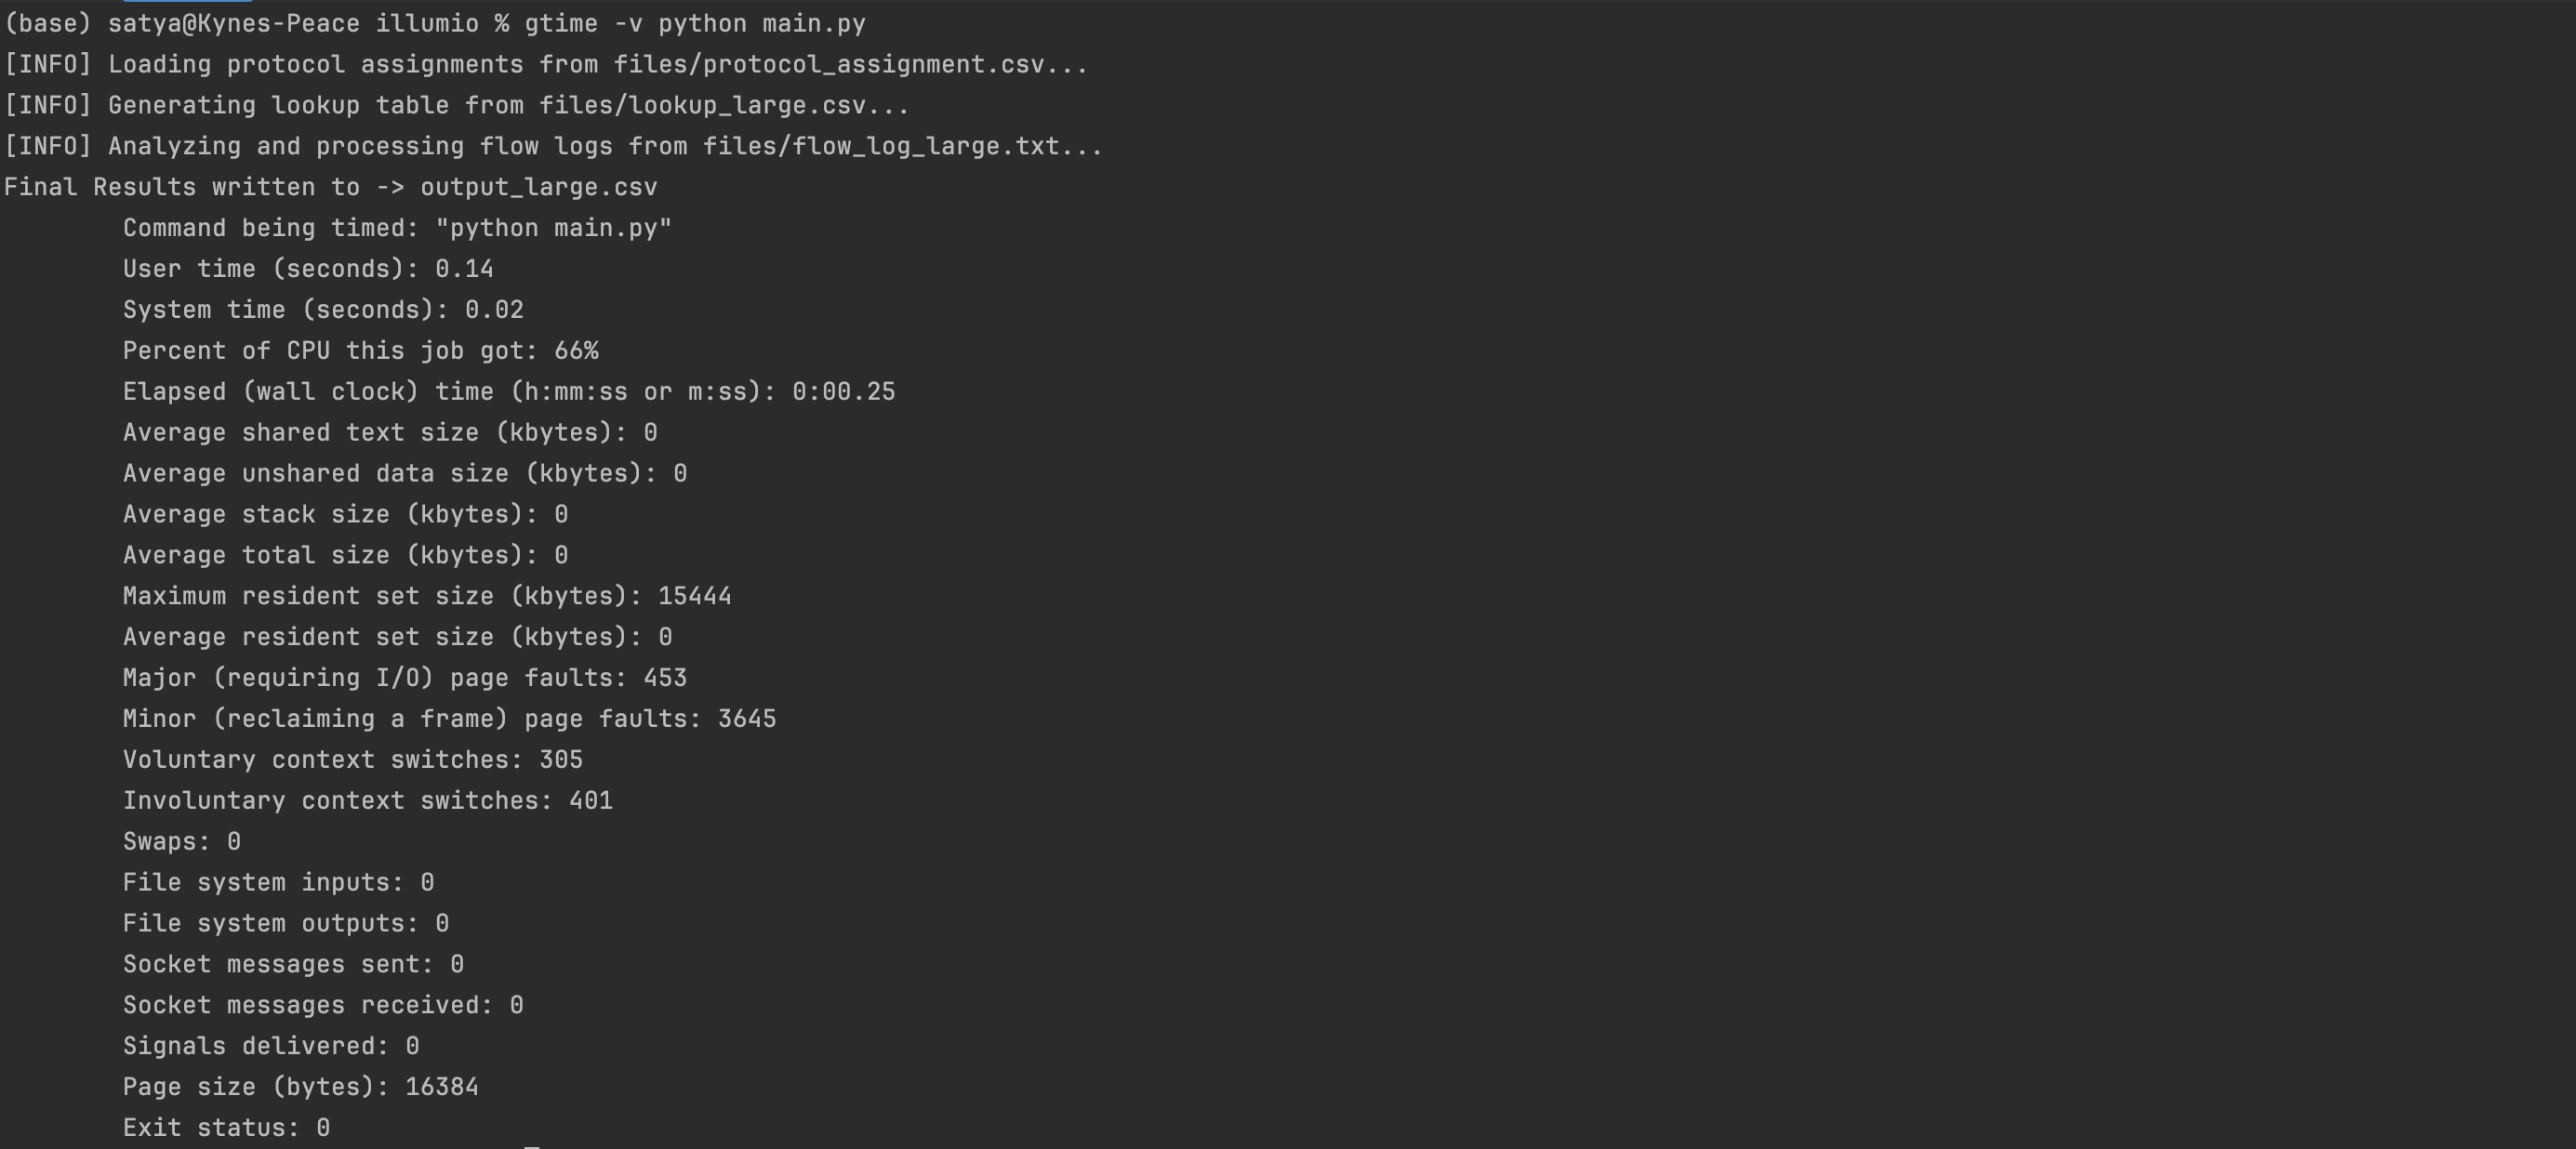 (base) satya@Kynes-Peace illumio % gtime -v python main.py
[INFO] Loading protocol assignments from files/protocol_assignment.csv...
[INFO] Generating lookup table from files/lookup_large.csv...
[INFO] Analyzing and processing flow logs from files/flow_log_large.txt...
Final Results written to -> output_large.csv
Command being timed: "python main.py"
User time (seconds): 0.14
System time (seconds): 0.02
Percent of CPU this job got: 66%
Elapsed (wall clock) time (h:mm:ss or m:ss): 0:00.25
Average shared text size (kbytes): 0
Average unshared data size (kbytes): 0
Average stack size (kbytes): 0
Average total size (kbytes): 0
Maximum resident set size (kbytes): 15444
Average resident set size (kbytes): 0
Major (requiring I/O) page faults: 453
Minor (reclaiming a frame) page faults: 3645
Voluntary context switches: 305
Involuntary context switches: 401
Swaps: 0
File system inputs: 0
File system outputs: 0
Socket messages sent: 0
Socket messages received: 0
Signals delivered: 0
Page size (bytes): 16384
Exit status: 0